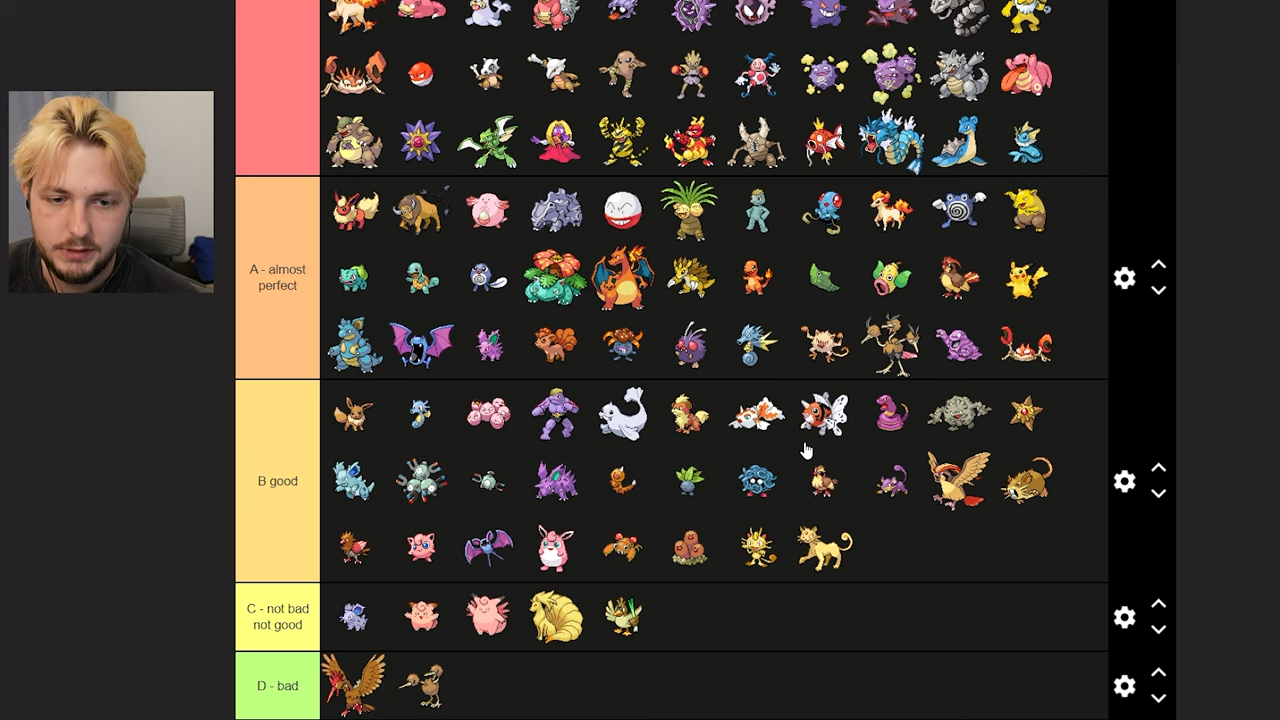 A - almost
perfect
B good
C - not bad
not good
D - bad